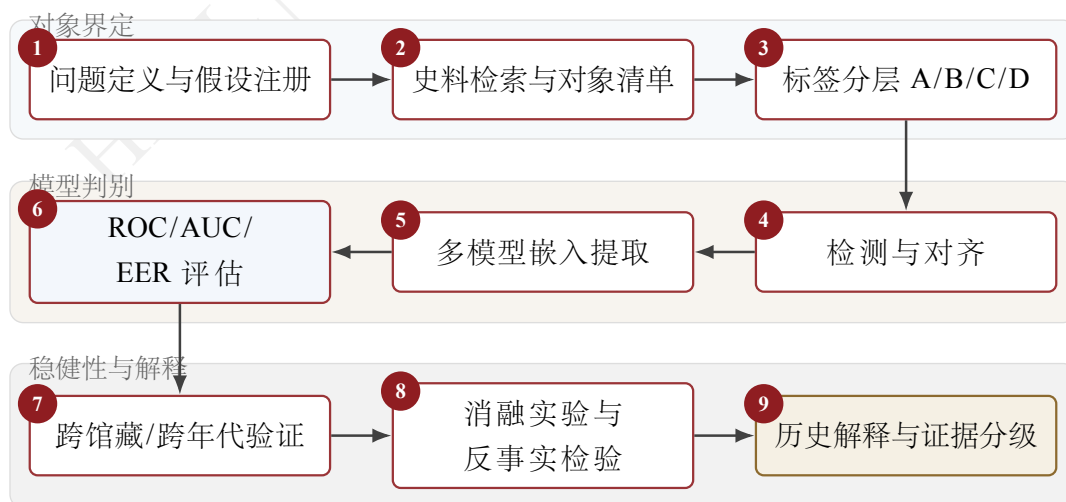 对象界定
1
问题定义与假设注册
2
史料检索与对象清单
3
标签分层 A/B/C/D
模型判别
6
ROC/AUC/
EER 评估
5
多模型嵌入提取
4
检测与对齐
稳健性与解释
7
跨馆藏/跨年代验证
8
消融实验与
反事实检验
9
历史解释与证据分级